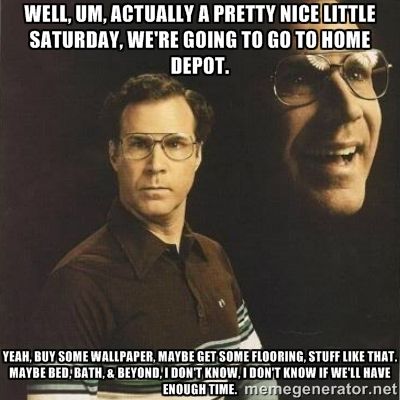 WELL, UM, ACTUALLY A PRETTY NICE LITTLE
SATURDAY, WE'RE GOING TO GO TO HOME
DEPOT.
YEAH, BUY SOME WALLPAPER, MAYBE GET SOME FLOORING, STUFF LIKE THAT.
MAYBE BED, BATH, & BEYOND, I DON'T KNOW, I DON'T KNOW IF WE'LL HAVE
ENOUGH TIME.
memegenerator.net